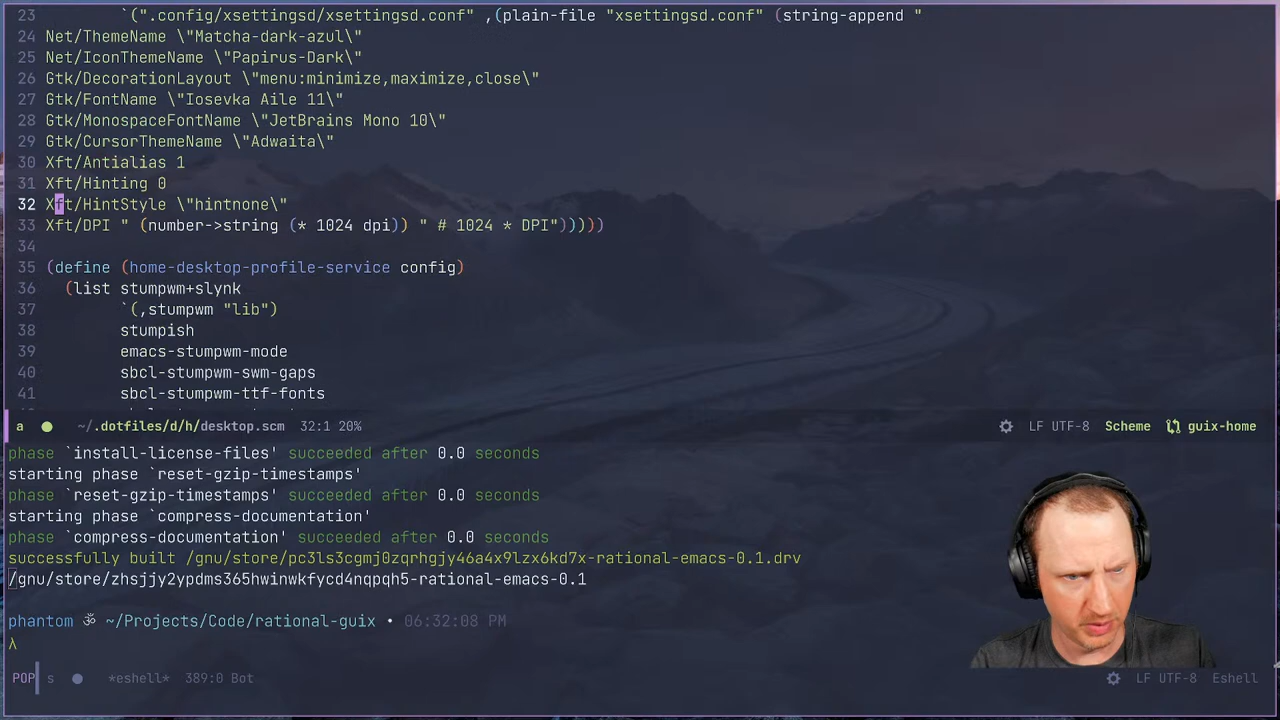 23         `(".config/xsettingsd/xsettingsd.conf" ,(plain-file "xsettingsd.conf" (string-append "
24 Net/ThemeName \"Matcha-dark-azul\"
25 Net/IconThemeName \"Papirus-Dark\"
26 Gtk/DecorationLayout \"menu:minimize,maximize,close\"
27 Gtk/FontName \"Iosevka Aile 11\"
28 Gtk/MonospaceFontName \"JetBrains Mono 10\"
29 Gtk/CursorThemeName \"Adwaita\"
30 Xft/Antialias 1
31 Xft/Hinting 0
32 Xft/HintStyle \"hintnone\"
33 Xft/DPI " (number->string (* 1024 dpi)) " # 1024 * DPI")))))
34
35 (define (home-desktop-profile-service config)
36   (list stumpwm+slynk
37         `(,stumpwm "lib")
38         stumpish
39         emacs-stumpwm-mode
40         sbcl-stumpwm-swm-gaps
41         sbcl-stumpwm-ttf-fonts
a ● ~/.dotfiles/d/h/desktop.scm 32:1 20% LF UTF-8 Scheme guix-home
phase `install-license-files' succeeded after 0.0 seconds
starting phase `reset-gzip-timestamps'
phase `reset-gzip-timestamps' succeeded after 0.0 seconds
starting phase `compress-documentation'
phase `compress-documentation' succeeded after 0.0 seconds
successfully built /gnu/store/pc3ls3cgmj0zqrhgjy46a4x9lzx6kd7x-rational-emacs-0.1.drv
/gnu/store/zhsjjy2ypdms365hwinwkfycd4nqpqh5-rational-emacs-0.1
phantom ॐ ~/Projects/Code/rational-guix • 06:32:08 PM
λ
POP s ● *eshell* 389:0 Bot LF UTF-8 Eshell